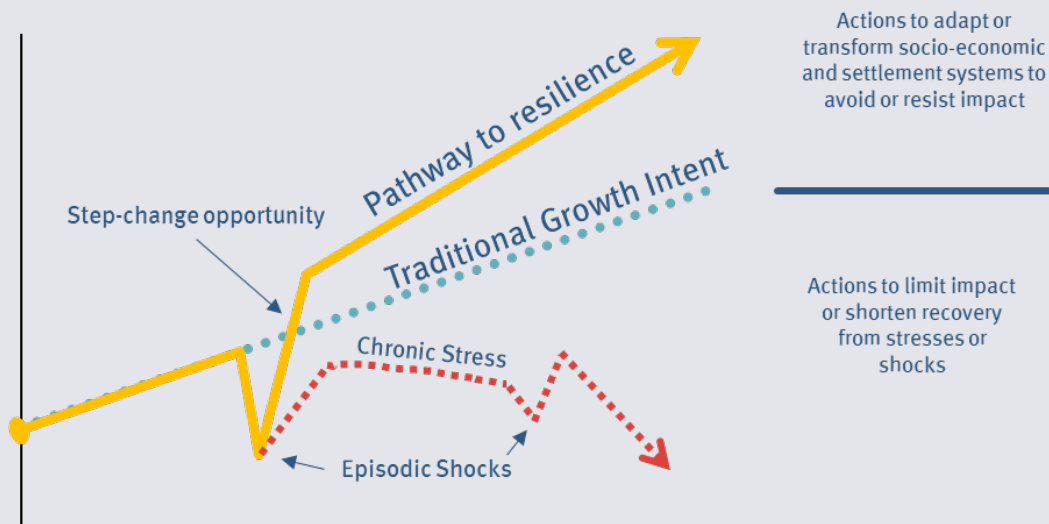 Actions to adapt or
transform socio-economic
and settlement systems to
avoid or resist impact
Pathway to resilience
Step-change opportunity
Traditional Growth Intent
Actions to limit impact
or shorten recovery
from stresses or
shocks
Chronic Stress
Episodic Shocks